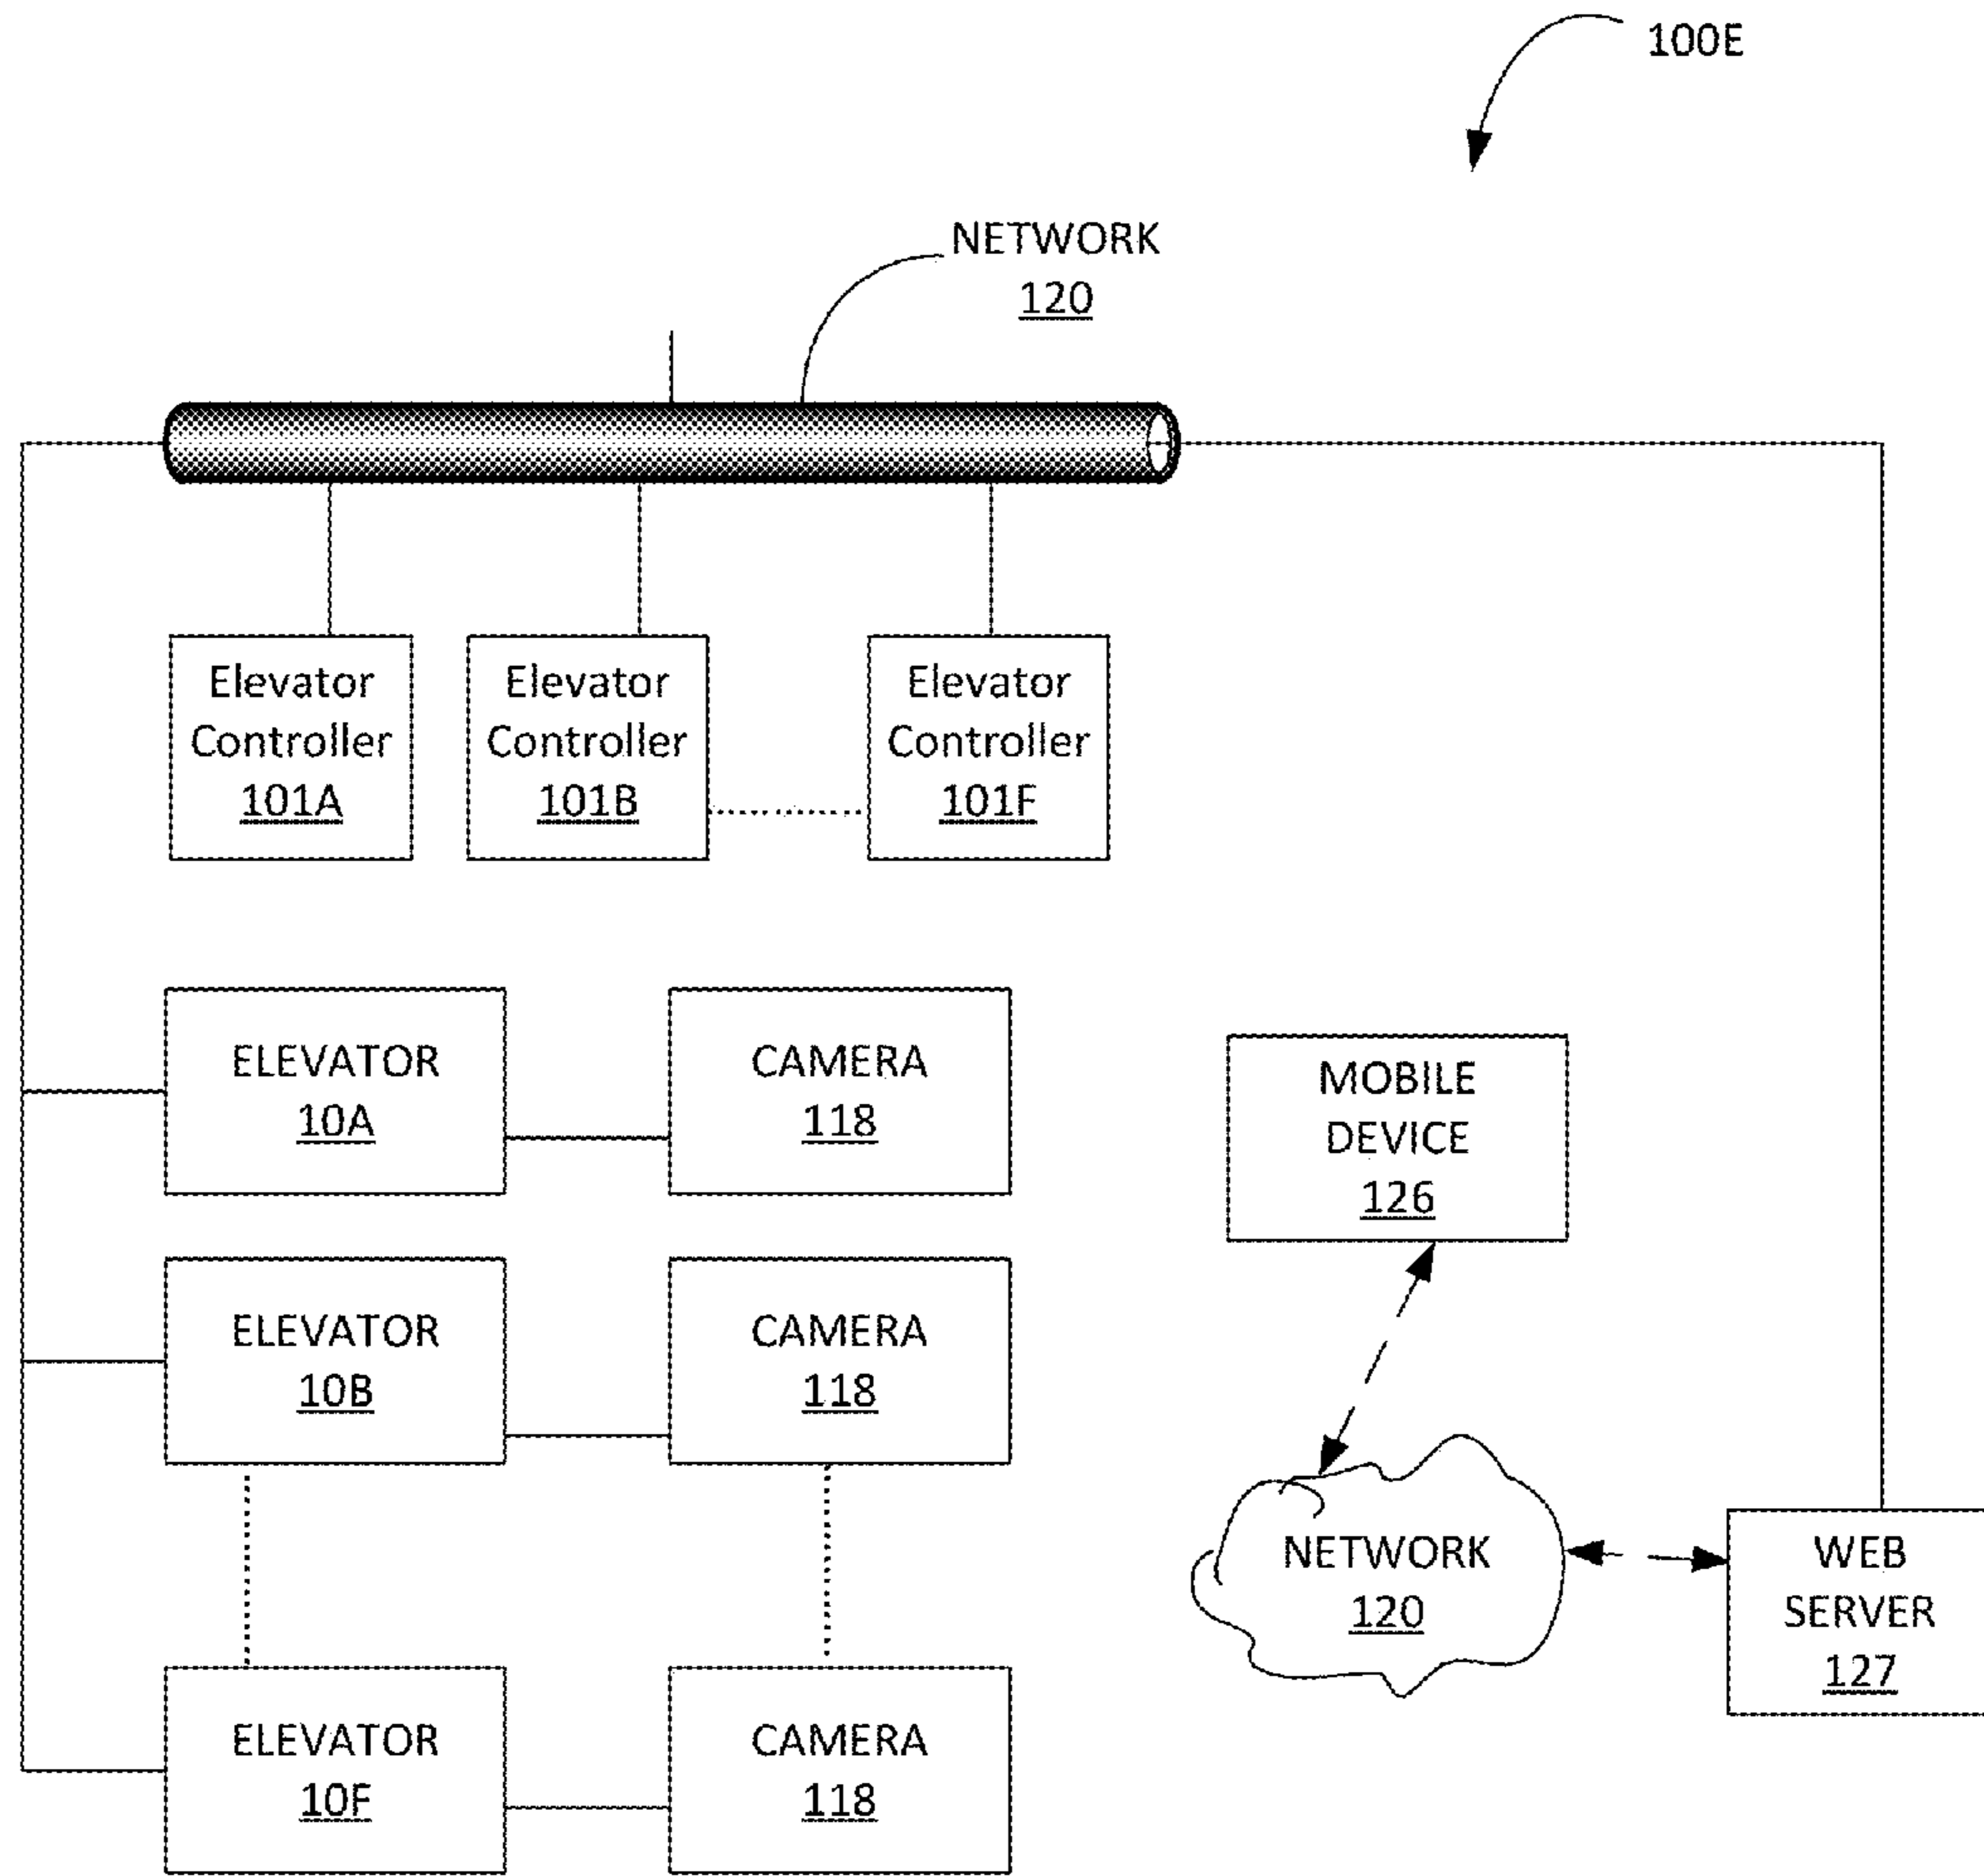 100E
NETWORK
120
Elevator
Controller
101A
Elevator
Controller
101B
Elevator
Controller
101F
ELEVATOR
10A
CAMERA
118
MOBILE
DEVICE
126
ELEVATOR
10B
CAMERA
118
NETWORK
120
WEB
SERVER
127
ELEVATOR
10F
CAMERA
118